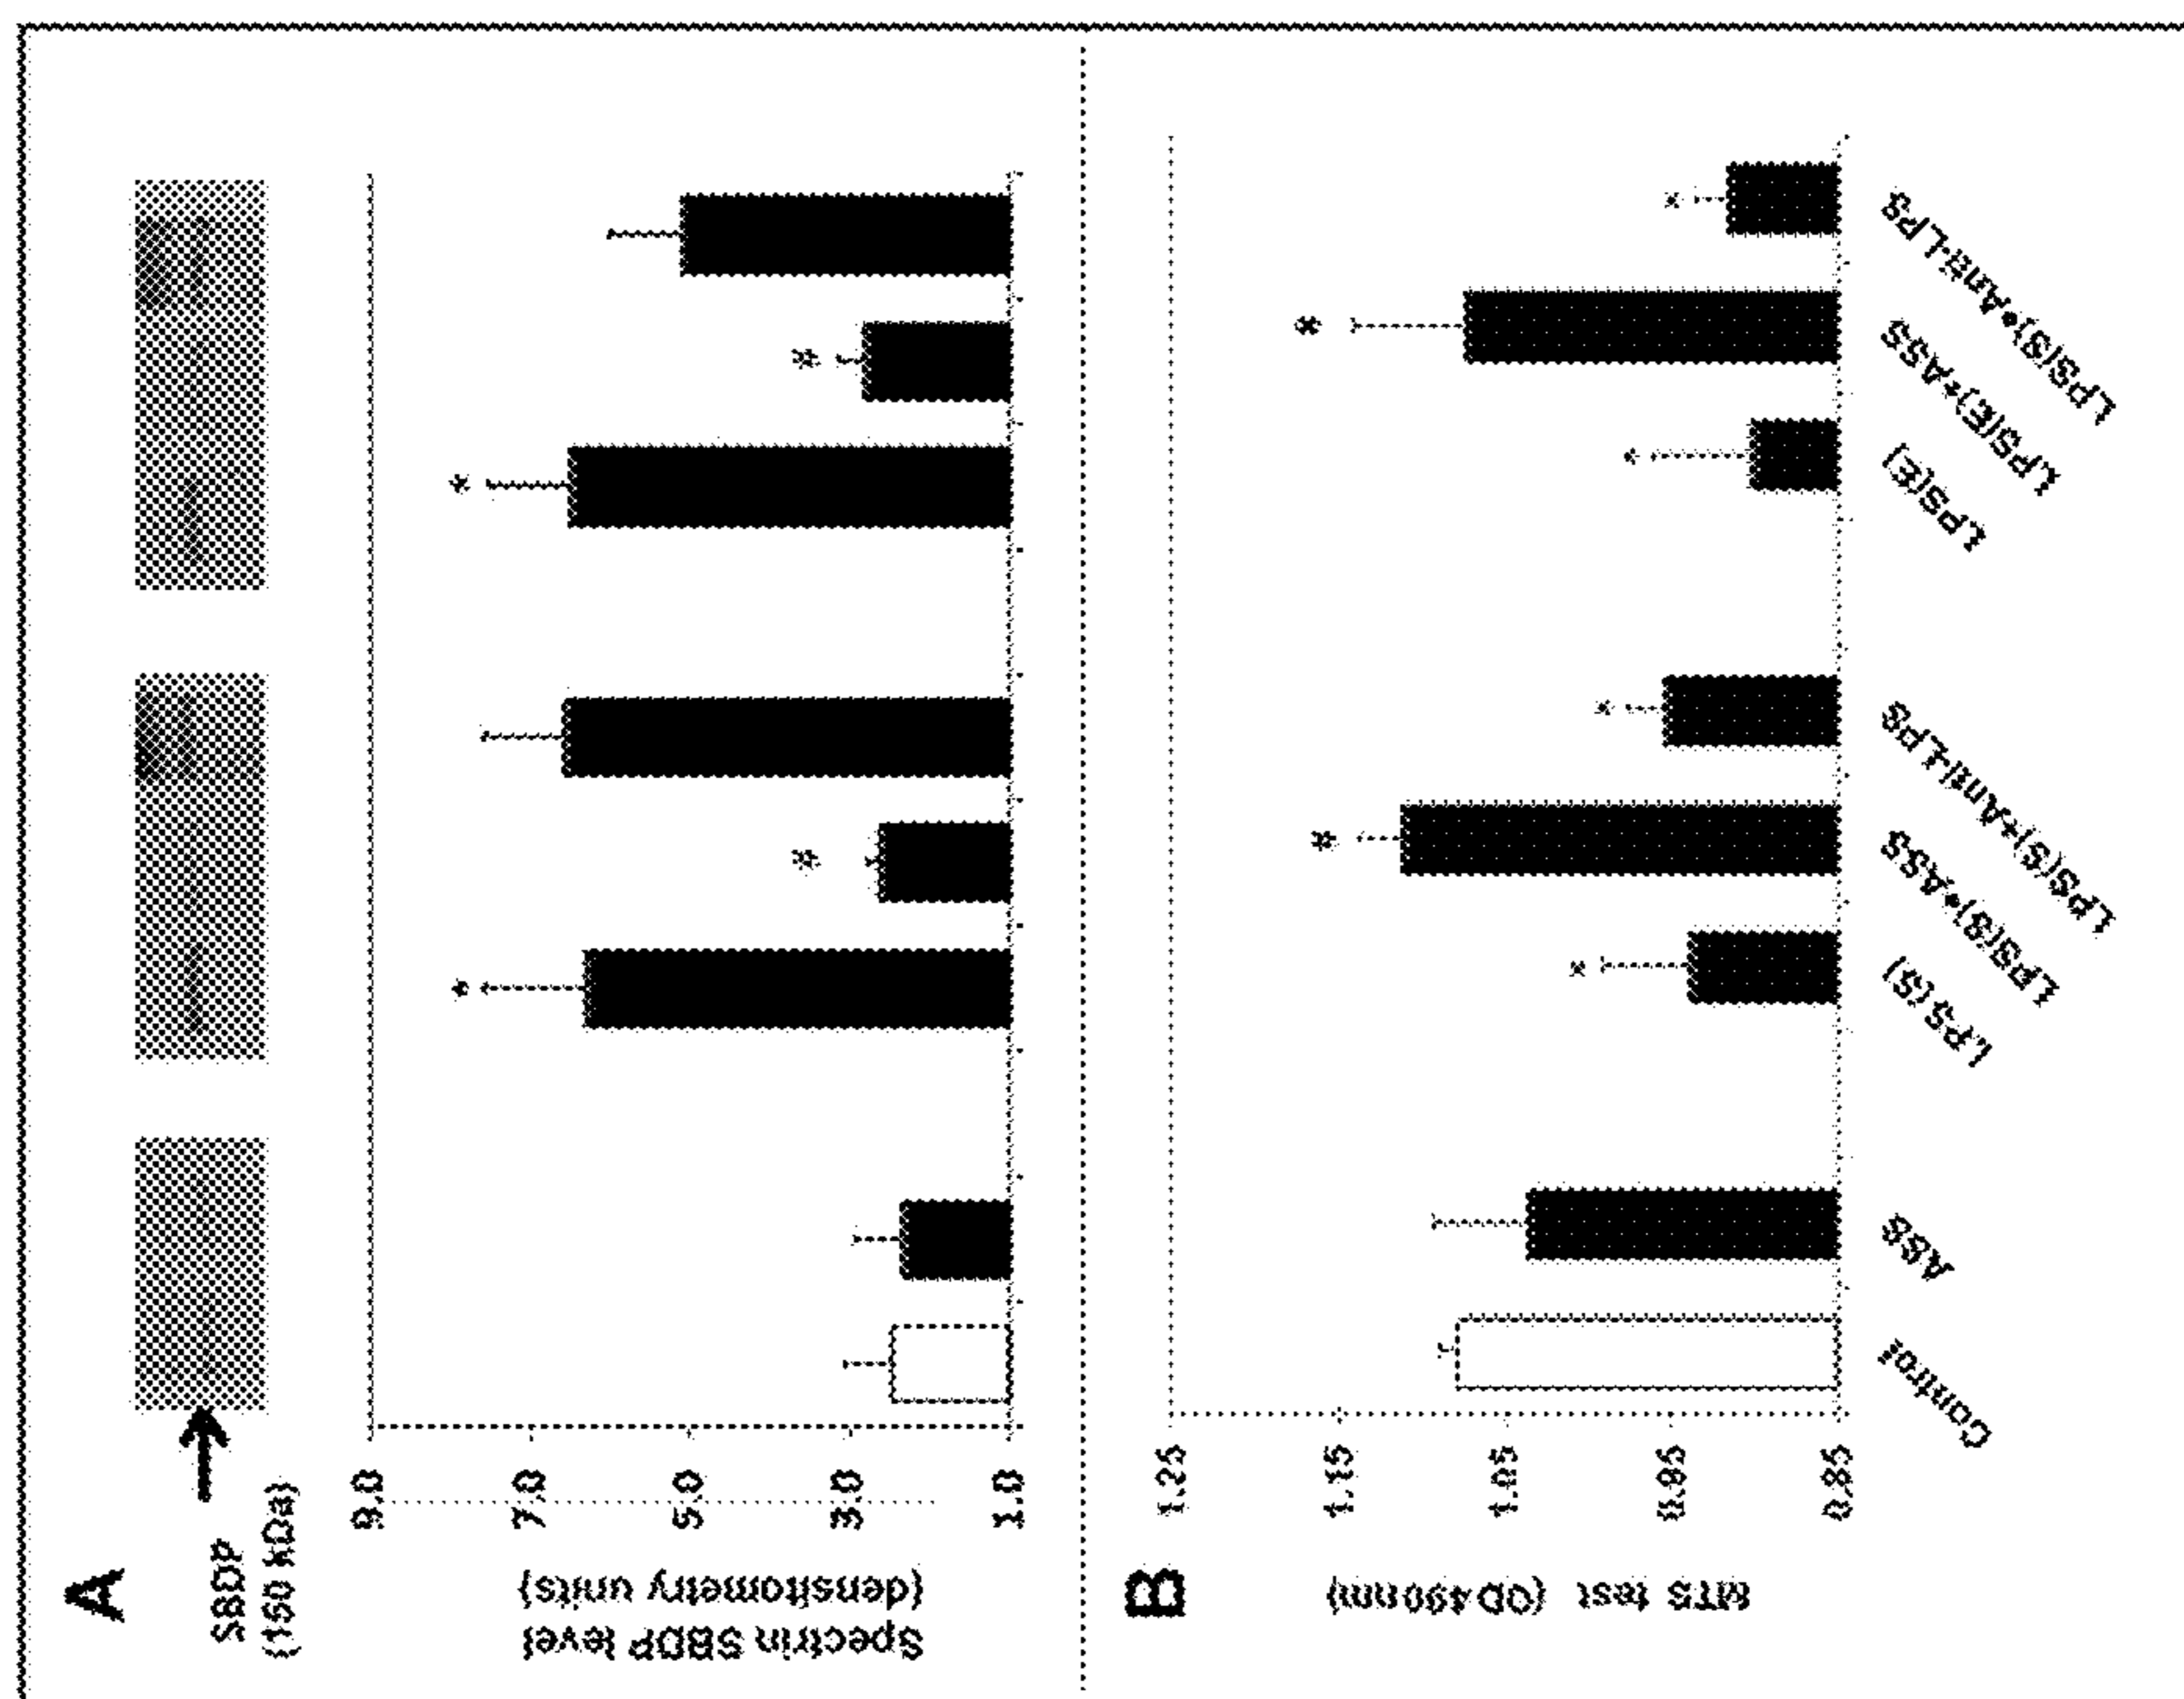 A
SBDP
(150 kDa)
Spectrin SBDP level
(densitometry units)
9.0
7.0
5.0
3.0
1.0
*
*
*
*
B
MTS test (OD490nm)
1.25
1.15
1.05
0.95
0.85
*
*
*
*
*
*
Control
ASS
LPS(S)
LPS(S)+ASS
LPS(S)+Anti-LPS
LPS(E)
LPS(E)+ASS
LPS(S)+Anti-LPS